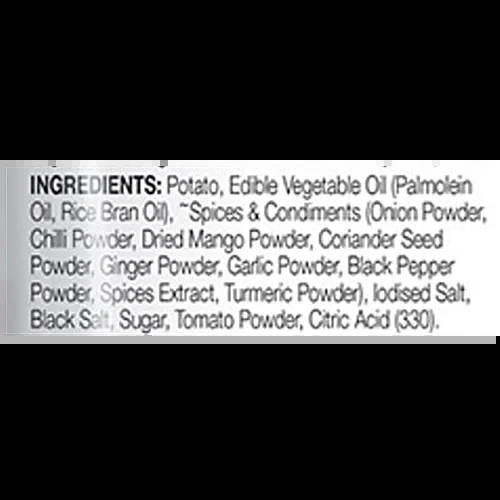 INGREDIENTS: Potato, Edible Vegetable Oil (Palmolein
Oil, Rice Bran Oil), ~Spices & Condiments (Onion Powder,
Chilli Powder, Dried Mango Powder, Coriander Seed
Powder, Ginger Powder, Garlic Powder, Black Pepper
Powder, Spices Extract, Turmeric Powder), Iodised Salt,
Black Salt, Sugar, Tomato Powder, Citric Acid (330).